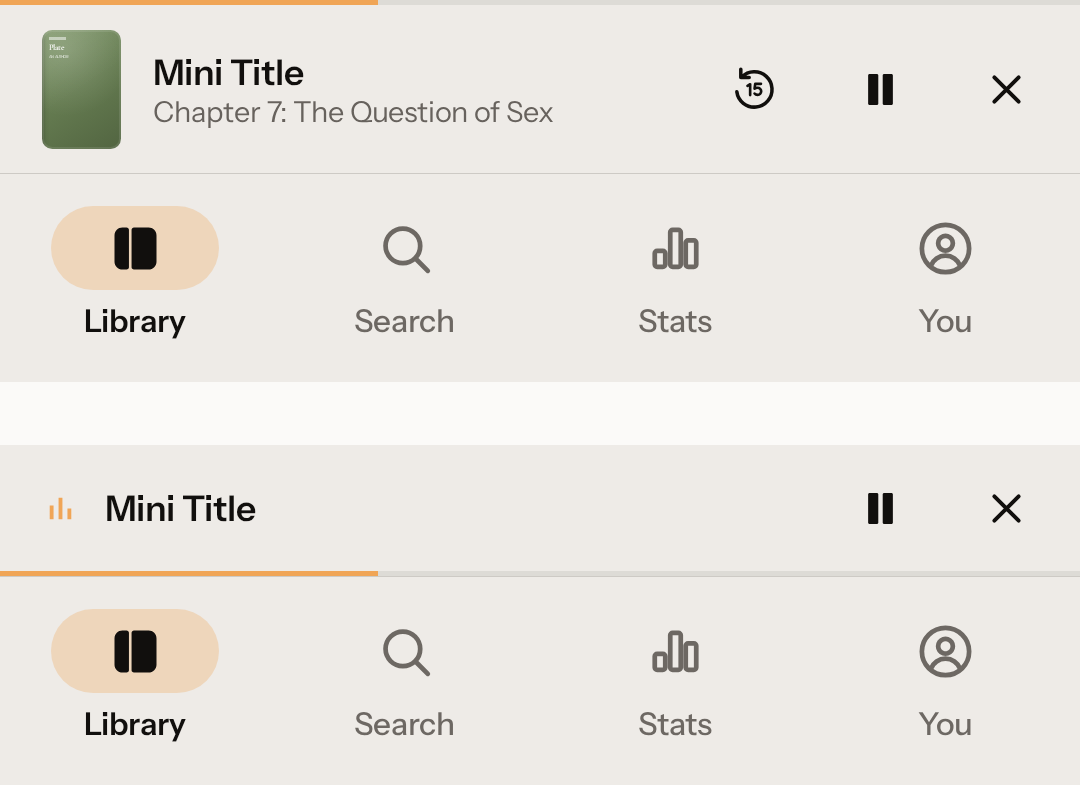 Plato
Mini Title
Chapter 7: The Question of Sex
15
Library
Search
Stats
You
Mini Title
Library
Search
Stats
You